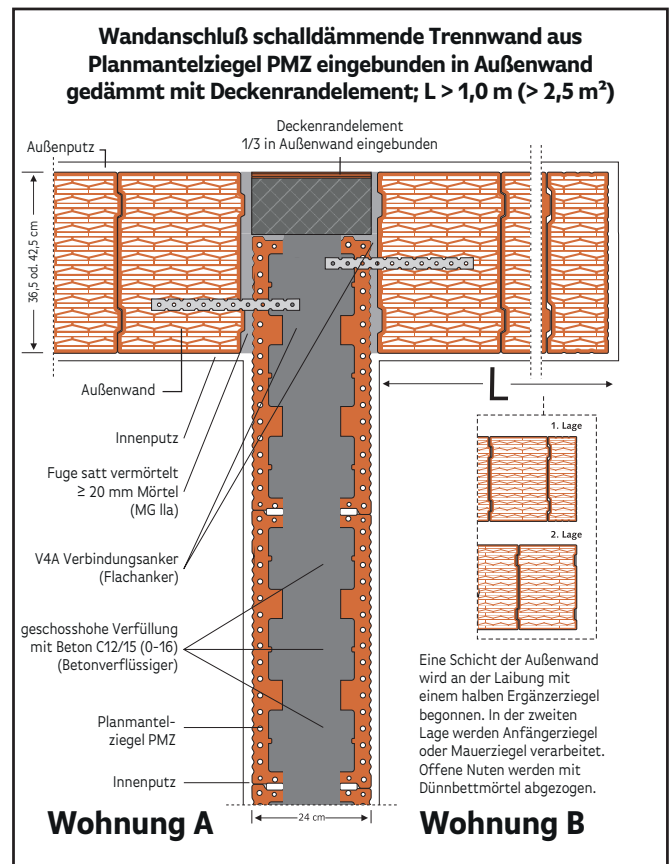 Wandanschluß schalldämmende Trennwand aus
Planmantelziegel PMZ eingebunden in Außenwand
gedämmt mit Deckenrandelement; L > 1,0 m (> 2,5 m²)
Deckenrandelement
1/3 in Außenwand eingebunden
Außenputz
36,5 od. 42,5 cm
Außenwand
Innenputz
Fuge satt vermörtelt
≥ 20 mm Mörtel
(MG lla)
V4A Verbindungsanker
(Flachanker)
geschosshohe Verfüllung
mit Beton C12/15 (0-16)
(Betonverflüssiger)
Planmantel-
ziegel PMZ
Innenputz
L
1. Lage
2. Lage
Eine Schicht der Außenwand
wird an der Laibung mit
einem halben Ergänzerziegel
begonnen. In der zweiten
Lage werden Anfängerziegel
oder Mauerziegel verarbeitet.
Offene Nuten werden mit
Dünnbettmörtel abgezogen.
Wohnung A
24 cm
Wohnung B